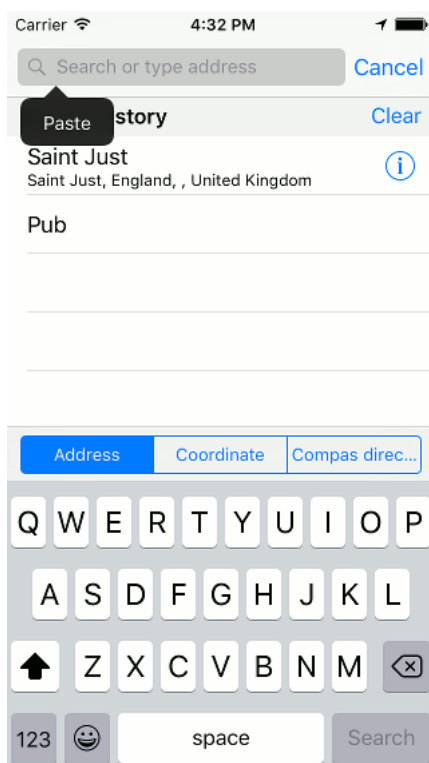 Carrier 4:32 PM
Search or type address Cancel
Paste story Clear
Saint Just
Saint Just, England, , United Kingdom
i
Pub
Address Coordinate Compas direc...
Q W E R T Y U I O P
A S D F G H J K L
Z X C V B N M
123 space Search